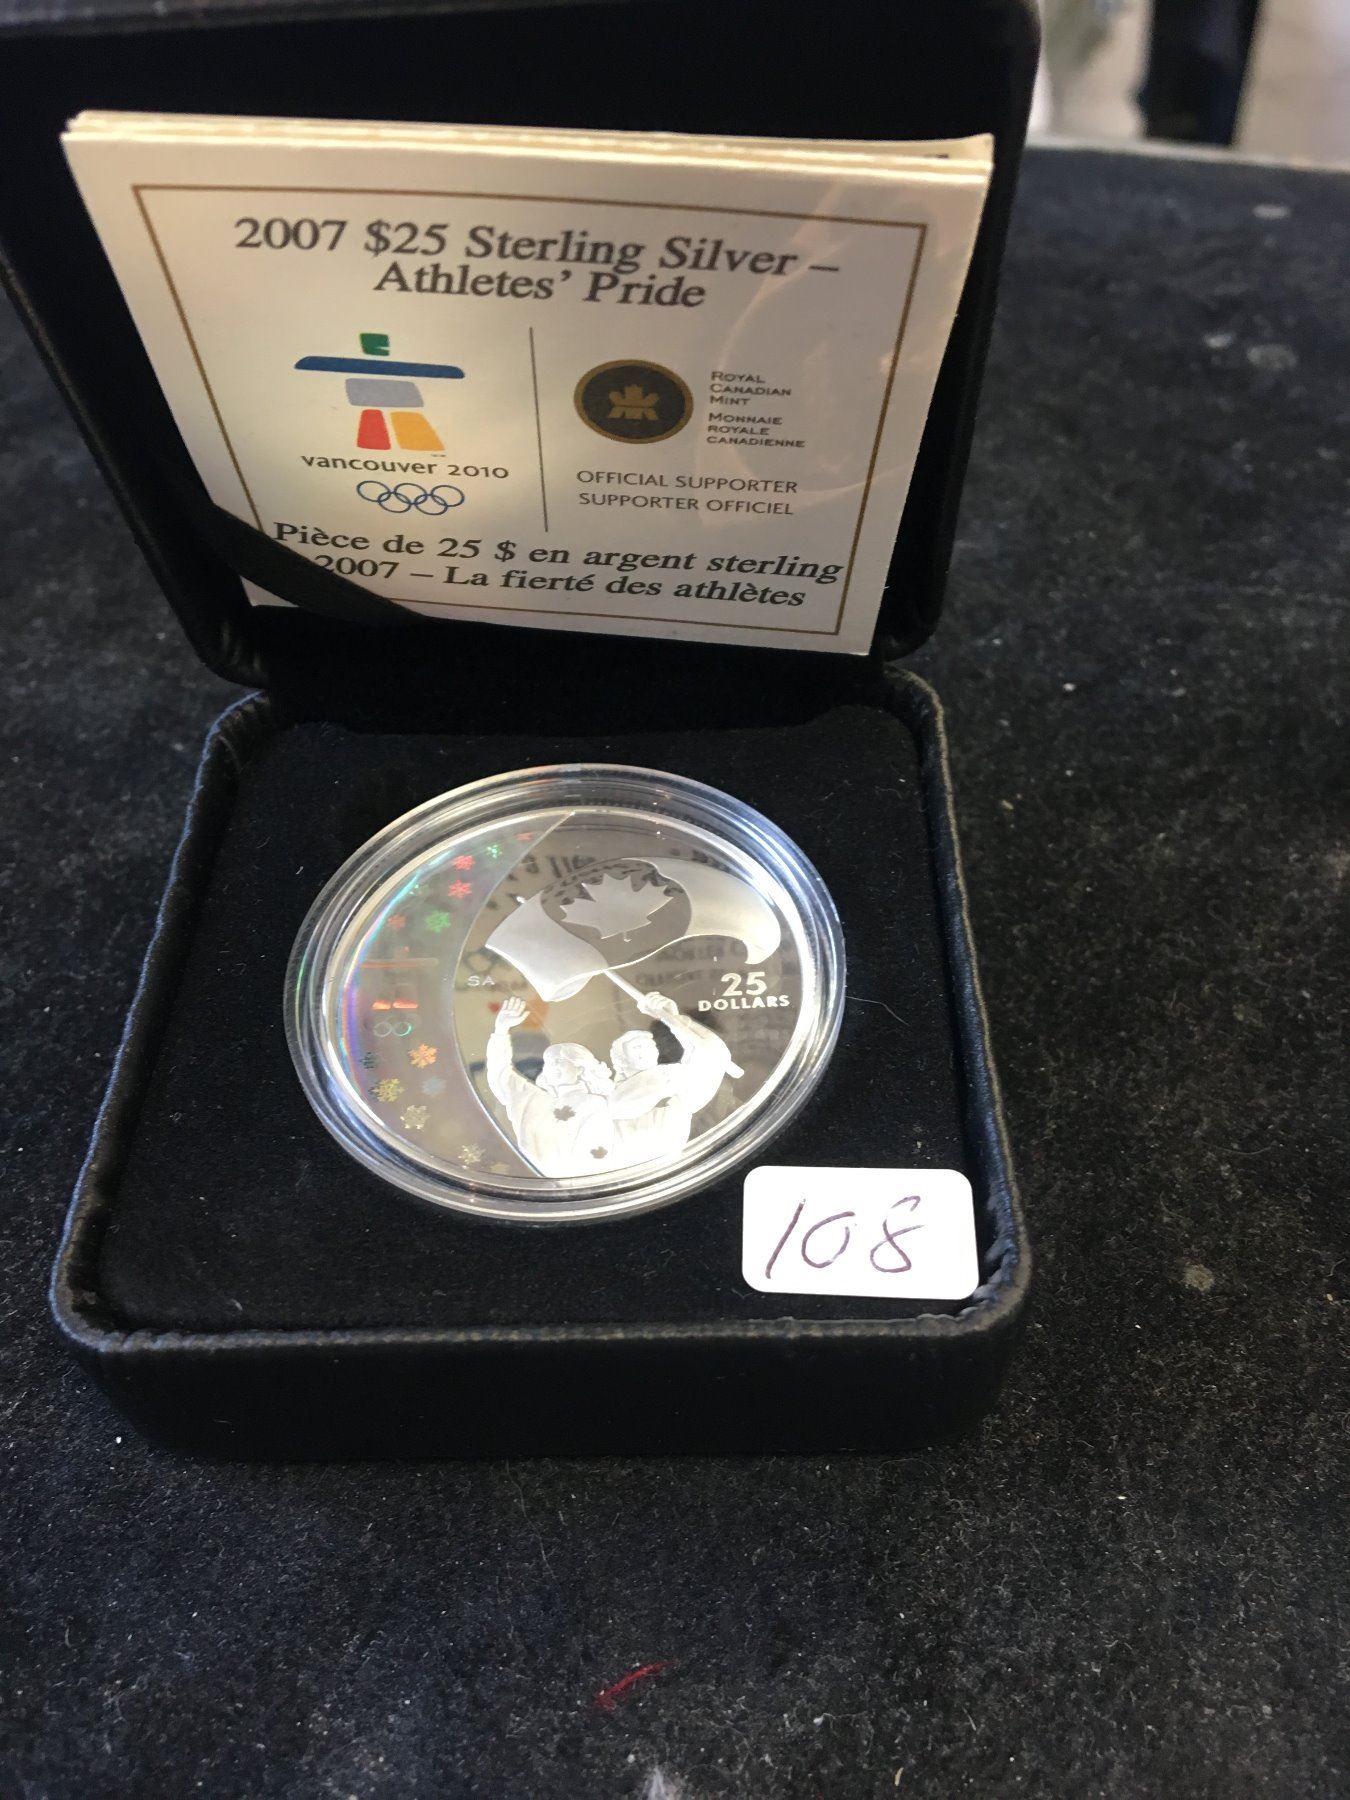 2007 $25 Sterling Silver –
Athletes' Pride
vancouver 2010
ROYAL
CANADIAN
MINT
MONNAIE
ROYALE
CANADIENNE
OFFICIAL SUPPORTER
SUPPORTER OFFICIEL
Pièce de 25 $ en argent sterling
2007 – La fierté des athlètes
SA
25
DOLLARS
108